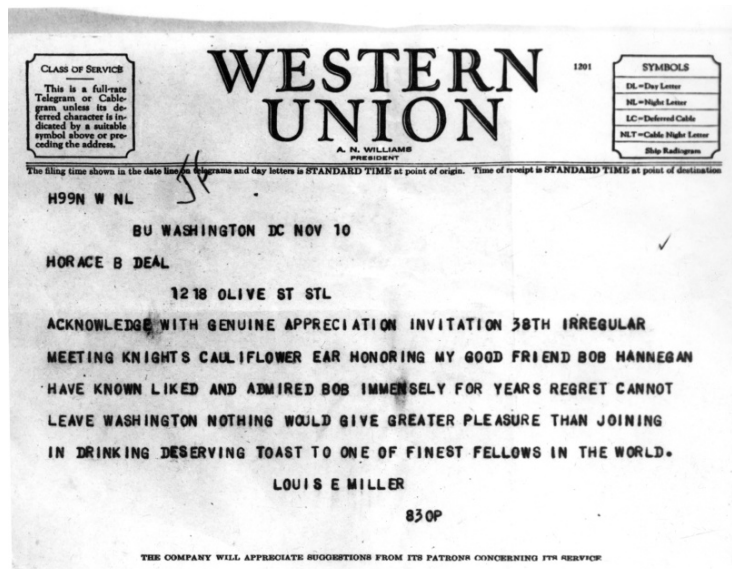 CLASS OF SERVICE
This is a full-rate
Telegram or Cable-
gram unless its de-
ferred character is in-
dicated by a suitable
symbol above or pre-
ceding the address.
WESTERN
UNION
A. N. WILLIAMS
PRESIDENT
1201
SYMBOLS
DL=Day Letter
NL=Night Letter
LC=Deferred Cable
NLT=Cable Night Letter
Ship Radiogram
The filing time shown in the date line on telegrams and day letters is STANDARD TIME at point of origin. Time of receipt is STANDARD TIME at point of destination
H99N W NL
BU WASHINGTON DC NOV 10
HORACE B DEAL
1218 OLIVE ST STL
ACKNOWLEDGE WITH GENUINE APPRECIATION INVITATION 38TH IRREGULAR
MEETING KNIGHTS CAULIFLOWER EAR HONORING MY GOOD FRIEND BOB HANNEGAN
HAVE KNOWN LIKED AND ADMIRED BOB IMMENSELY FOR YEARS REGRET CANNOT
LEAVE WASHINGTON NOTHING WOULD GIVE GREATER PLEASURE THAN JOINING
IN DRINKING DESERVING TOAST TO ONE OF FINEST FELLOWS IN THE WORLD.
LOUIS E MILLER
830P
THE COMPANY WILL APPRECIATE SUGGESTIONS FROM ITS PATRONS CONCERNING ITS SERVICE